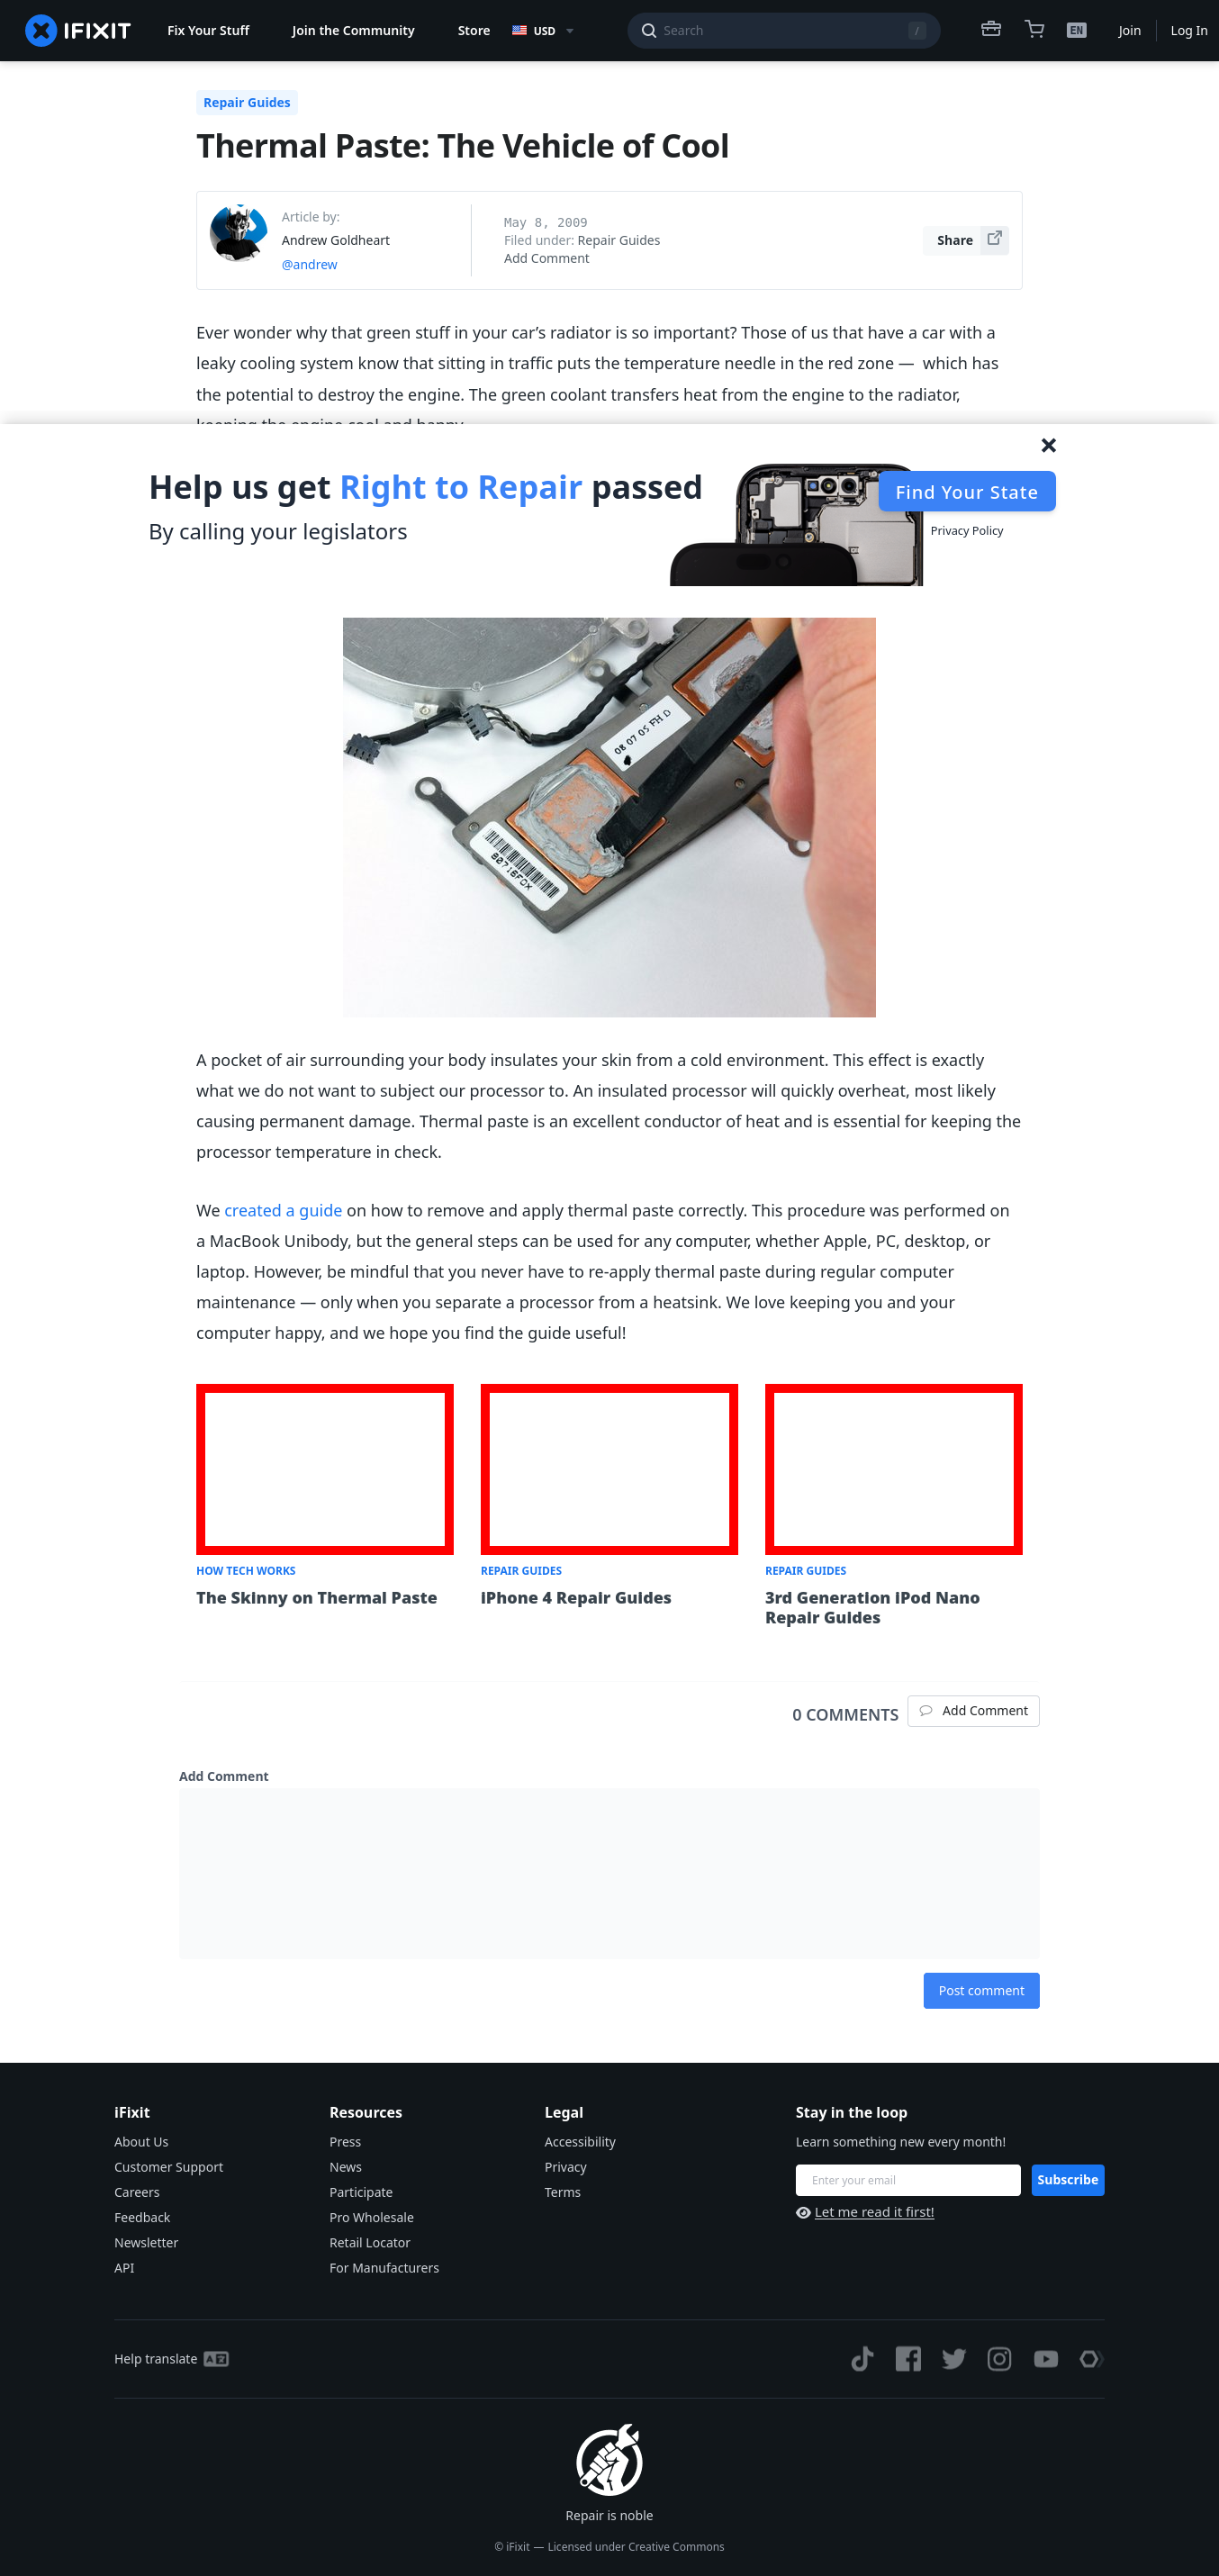 IFIXIT
Fix Your Stuff
Join the Community
Store
USD
Search
/
EN
Join
Log In
Repair Guides
Thermal Paste: The Vehicle of Cool
Article by:
Andrew Goldheart
@andrew
May 8, 2009
Filed under: Repair Guides
Add Comment
Share
Ever wonder why that green stuff in your car’s radiator is so important? Those of us that have a car with a
leaky cooling system know that sitting in traffic puts the temperature needle in the red zone — which has
the potential to destroy the engine. The green coolant transfers heat from the engine to the radiator,
keeping the engine cool and happy.
Help us get Right to Repair passed
By calling your legislators
Find Your State
Privacy Policy
08 07 05 FH D
B0716FCX
A pocket of air surrounding your body insulates your skin from a cold environment. This effect is exactly
what we do not want to subject our processor to. An insulated processor will quickly overheat, most likely
causing permanent damage. Thermal paste is an excellent conductor of heat and is essential for keeping the
processor temperature in check.
We created a guide on how to remove and apply thermal paste correctly. This procedure was performed on
a MacBook Unibody, but the general steps can be used for any computer, whether Apple, PC, desktop, or
laptop. However, be mindful that you never have to re-apply thermal paste during regular computer
maintenance — only when you separate a processor from a heatsink. We love keeping you and your
computer happy, and we hope you find the guide useful!
HOW TECH WORKS
The Skinny on Thermal Paste
REPAIR GUIDES
iPhone 4 Repair Guides
REPAIR GUIDES
3rd Generation iPod Nano
Repair Guides
0 COMMENTS
Add Comment
Add Comment
Post comment
iFixit
About Us
Customer Support
Careers
Feedback
Newsletter
API
Resources
Press
News
Participate
Pro Wholesale
Retail Locator
For Manufacturers
Legal
Accessibility
Privacy
Terms
Stay in the loop
Learn something new every month!
Enter your email
Subscribe
Let me read it first!
Help translate
Repair is noble
© iFixit — Licensed under Creative Commons